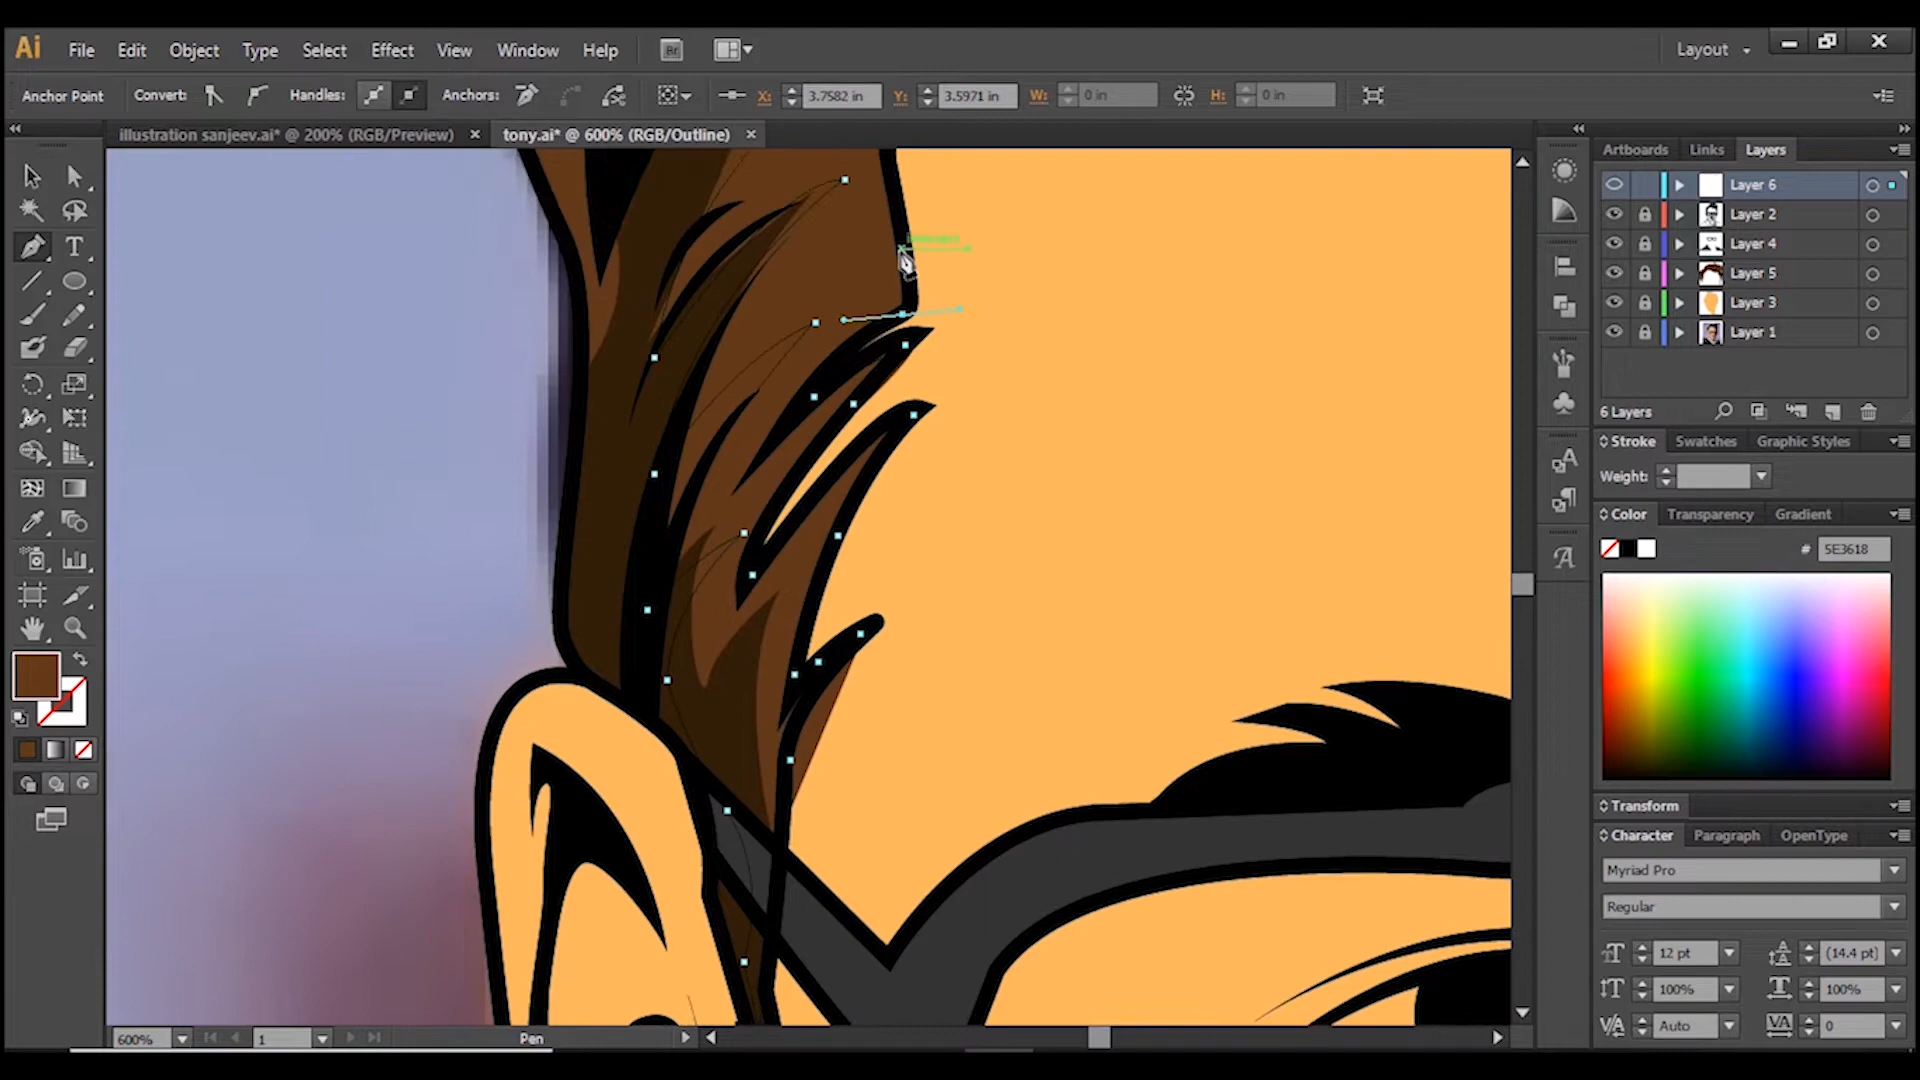 Ai File Edit Object Type Select Effect View Window Help Br Layout
Anchor Point Convert: Handles: Anchors: X: 3.7582 in Y: 3.5971 in W: 0 in H: 0 in
illustration sanjeev.ai* @ 200% (RGB/Preview) tony.ai* @ 600% (RGB/Outline)
Artboards Links Layers
Layer 6
Layer 2
Layer 4
Layer 5
Layer 3
Layer 1
6 Layers
Stroke Swatches Graphic Styles
Weight:
Color Transparency Gradient
# 5E3618
Transform
Character Paragraph OpenType
Myriad Pro
Regular
12 pt (14.4 pt)
100% 100%
Auto 0
600% 1 Pen